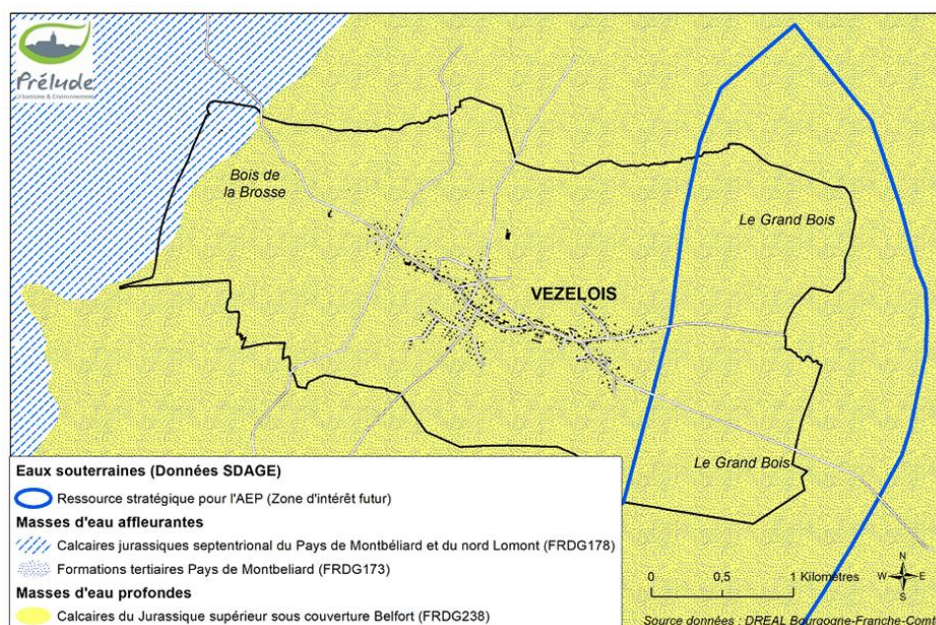 Prélude
Urbanisme & Environnement
Bois de
la Brosse
Le Grand Bois
VEZELOIS
Le Grand Bois
Eaux souterraines (Données SDAGE)
Ressource stratégique pour l'AEP (Zone d'intérêt futur)
Masses d'eau affleurantes
Calcaires jurassiques septentrional du Pays de Montbéliard et du nord Lomont (FRDG178)
Formations tertiaires Pays de Montbeliard (FRDG173)
Masses d'eau profondes
Calcaires du Jurassique supérieur sous couverture Belfort (FRDG238)
N
W E
S
0 0,5 1 Kilomètres
Source données : DREAL Bourgogne-Franche-Comt